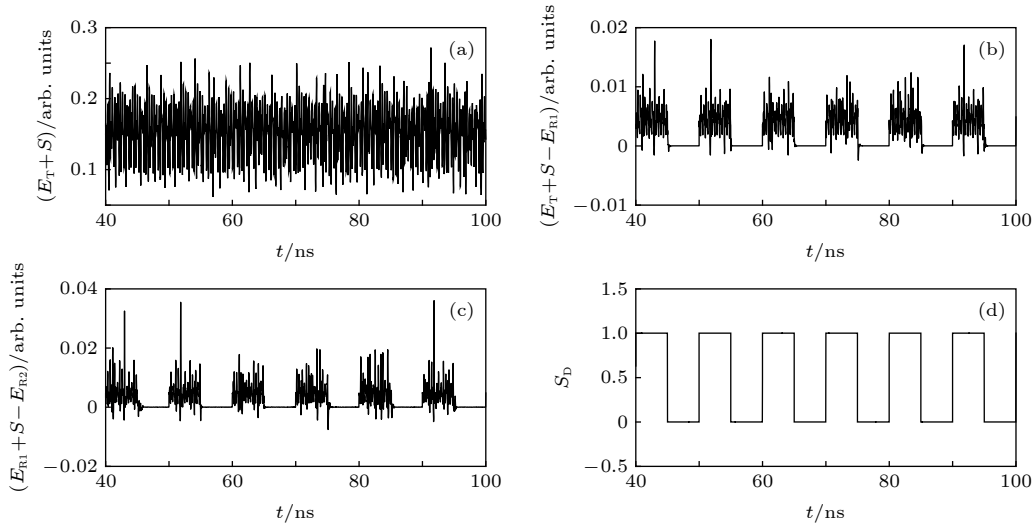 0.3
0.2
0.1
(E_T+S)/arb. units
(a)
40 60 80 100
t/ns
0.02
0.01
0
−0.01
(E_T+S−E_R1)/arb. units
(b)
40 60 80 100
t/ns
0.04
0.02
0
−0.02
(E_R1+S−E_R2)/arb. units
(c)
40 60 80 100
t/ns
1.5
1.0
0.5
0
−0.5
S_D
(d)
40 60 80 100
t/ns